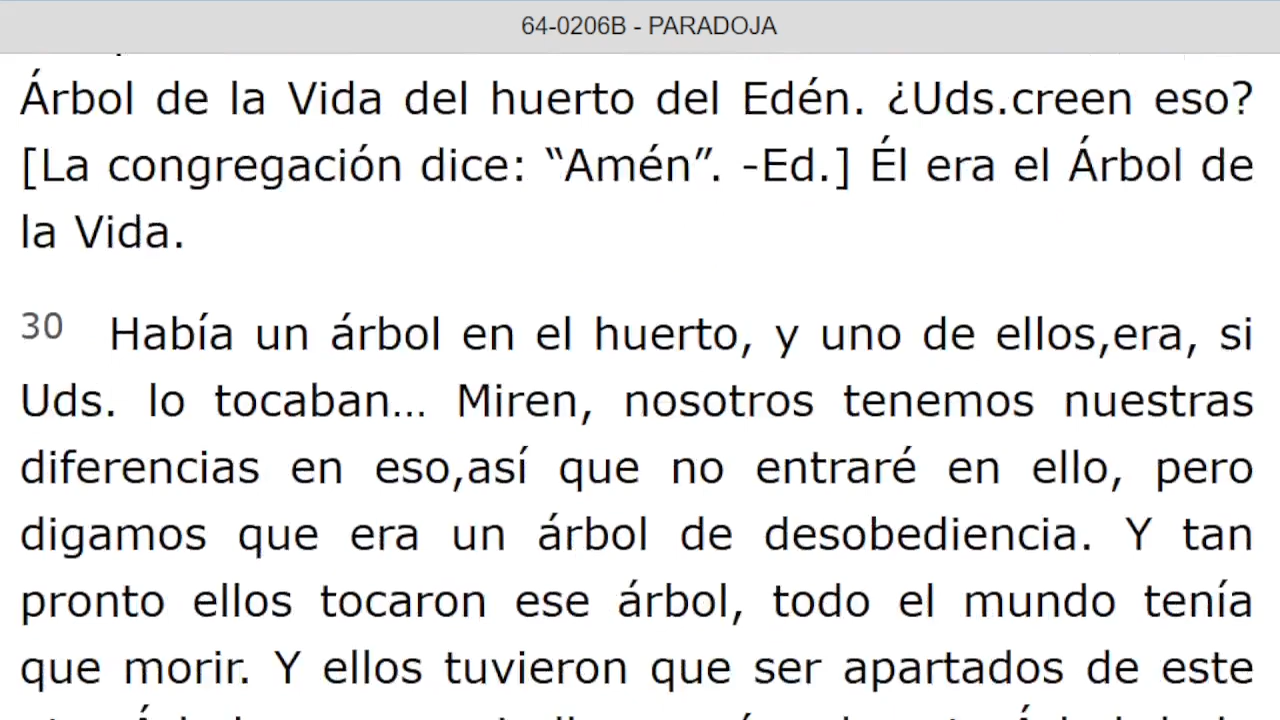 64-0206B - PARADOJA
Árbol de la Vida del huerto del Edén. ¿Uds.creen eso?
[La congregación dice: “Amén”. -Ed.] Él era el Árbol de
la Vida.
30 Había un árbol en el huerto, y uno de ellos,era, si
Uds. lo tocaban... Miren, nosotros tenemos nuestras
diferencias en eso,así que no entraré en ello, pero
digamos que era un árbol de desobediencia. Y tan
pronto ellos tocaron ese árbol, todo el mundo tenía
que morir. Y ellos tuvieron que ser apartados de este